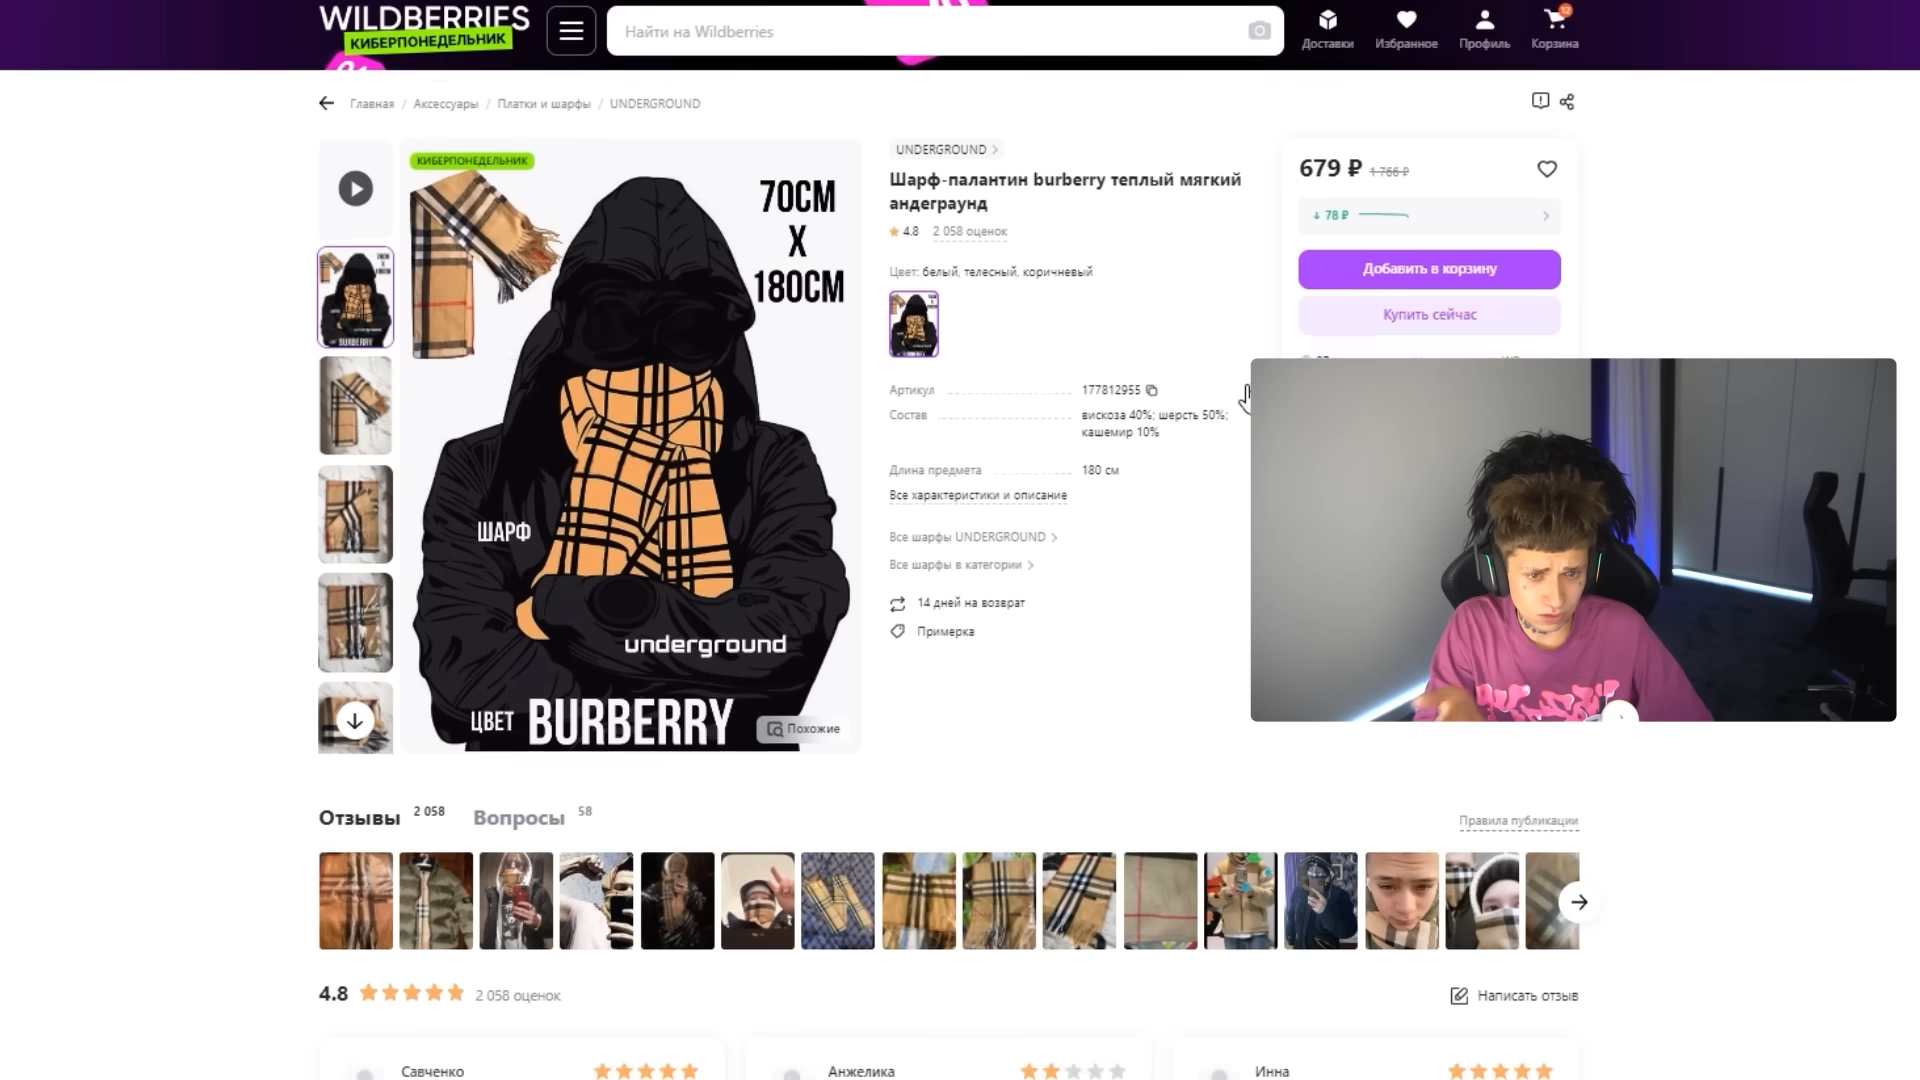 WILDBERRIES
КИБЕРПОНЕДЕЛЬНИК
Найти на Wildberries
Доставки
Избранное
Профиль
12
Корзина
Главная / Аксессуары / Платки и шарфы / UNDERGROUND
КИБЕРПОНЕДЕЛЬНИК
70СМ
X
180СМ
ШАРФ
underground
ЦВЕТ BURBERRY
Похожие
UNDERGROUND
Шарф-палантин burberry теплый мягкий
андеграунд
4.8 2 058 оценок
Цвет: белый, телесный, коричневый
Артикул 177812955
Состав вискоза 40%; шерсть 50%;
кашемир 10%
Длина предмета 180 см
Все характеристики и описание
Все шарфы UNDERGROUND
Все шарфы в категории
14 дней на возврат
Примерка
679 ₽ 1 766 ₽
↓ 78 ₽
Добавить в корзину
Купить сейчас
Отзывы 2 058 Вопросы 58
Правила публикации
4.8 2 058 оценок
Написать отзыв
Савченко
Анжелика
Инна